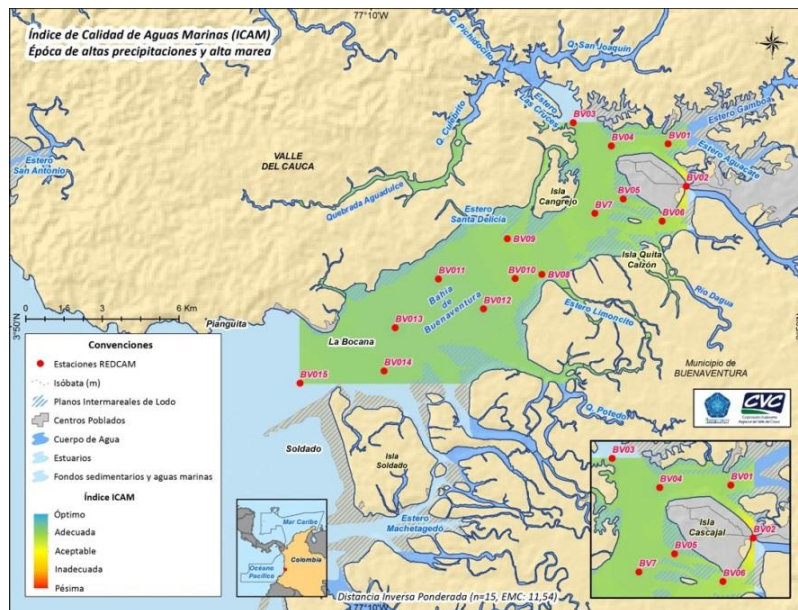 Índice de Calidad de Aguas Marinas (ICAM)
Épóca de altas precipitaciones y alta marea
77°10'W
Q. Pichidocito
Q. San Joaquín
Estero Las Cruces
Estero Gamboa
Estero Aguacate
Q. Culebrito
VALLE DEL CAUCA
Estero San Antonio
Quebrada Aguadulce
Isla Cangrejo
Estero Santa Delicia
BV03
BV04
BV01
BV02
BV05
BV7
BV06
BV09
BV011
BV010
BV08
BV012
BV013
BV014
BV015
Isla Quita Calzón
Río Dagua
Bahía de Buenaventura
Estero Limoncito
0 1,5 3 6 Km
3°50'N
Pianguita
La Bocana
Municipio de BUENAVENTURA
Q. Potedo
Soldado
Isla Soldado
Estero Machetagedó
Convenciones
Estaciones REDCAM
Isóbata (m)
Planos Intermareales de Lodo
Centros Poblados
Cuerpo de Agua
Estuarios
Fondos sedimentarios y aguas marinas
Índice ICAM
Óptimo
Adecuada
Aceptable
Inadecuada
Pésima
Mar Caribe
Colombia
Océano Pacífico
CVC
BV03
BV04
BV01
BV02
Isla Cascajal
BV05
BV7
BV06
Distancia Inversa Ponderada (n=15, EMC: 11,54)
77°10'W